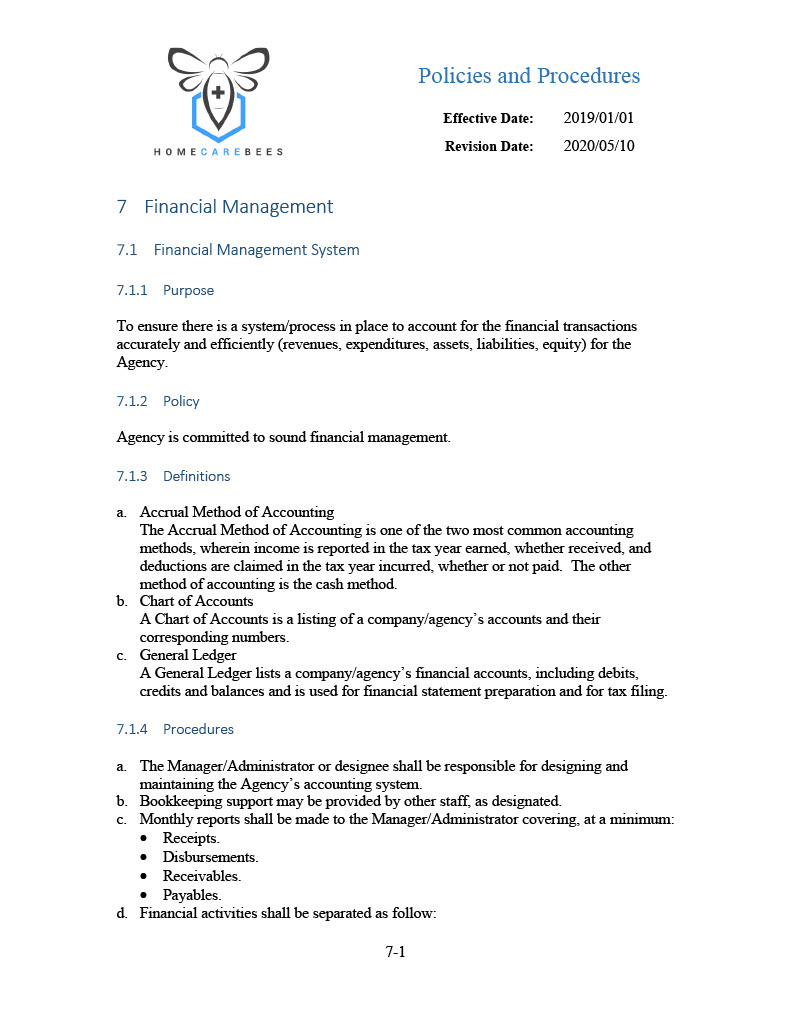 Policies and Procedures
Effective Date: 2019/01/01
Revision Date: 2020/05/10
HOMECAREBEES
7 Financial Management
7.1 Financial Management System
7.1.1 Purpose
To ensure there is a system/process in place to account for the financial transactions
accurately and efficiently (revenues, expenditures, assets, liabilities, equity) for the
Agency.
7.1.2 Policy
Agency is committed to sound financial management.
7.1.3 Definitions
a. Accrual Method of Accounting
The Accrual Method of Accounting is one of the two most common accounting
methods, wherein income is reported in the tax year earned, whether received, and
deductions are claimed in the tax year incurred, whether or not paid. The other
method of accounting is the cash method.
b. Chart of Accounts
A Chart of Accounts is a listing of a company/agency’s accounts and their
corresponding numbers.
c. General Ledger
A General Ledger lists a company/agency’s financial accounts, including debits,
credits and balances and is used for financial statement preparation and for tax filing.
7.1.4 Procedures
a. The Manager/Administrator or designee shall be responsible for designing and
maintaining the Agency’s accounting system.
b. Bookkeeping support may be provided by other staff, as designated.
c. Monthly reports shall be made to the Manager/Administrator covering, at a minimum:
• Receipts.
• Disbursements.
• Receivables.
• Payables.
d. Financial activities shall be separated as follow:
7-1